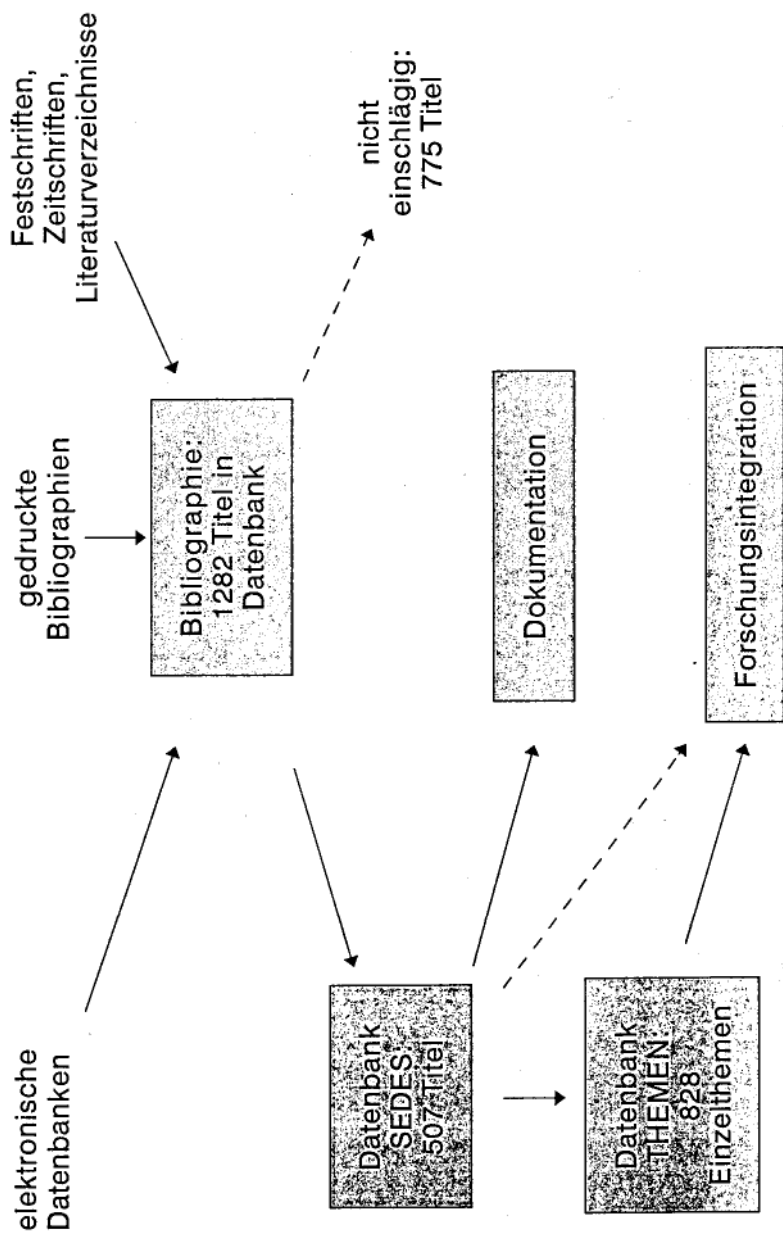 elektronische
Datenbanken
gedruckte
Bibliographien
Festschriften,
Zeitschriften,
Literaturverzeichnisse
Bibliographie:
1282 Titel in
Datenbank
nicht
einschlägig:
775 Titel
Datenbank
SEDES:
507 Titel
Dokumentation
Datenbank
THEMEN:
828
Einzelthemen
Forschungsintegration